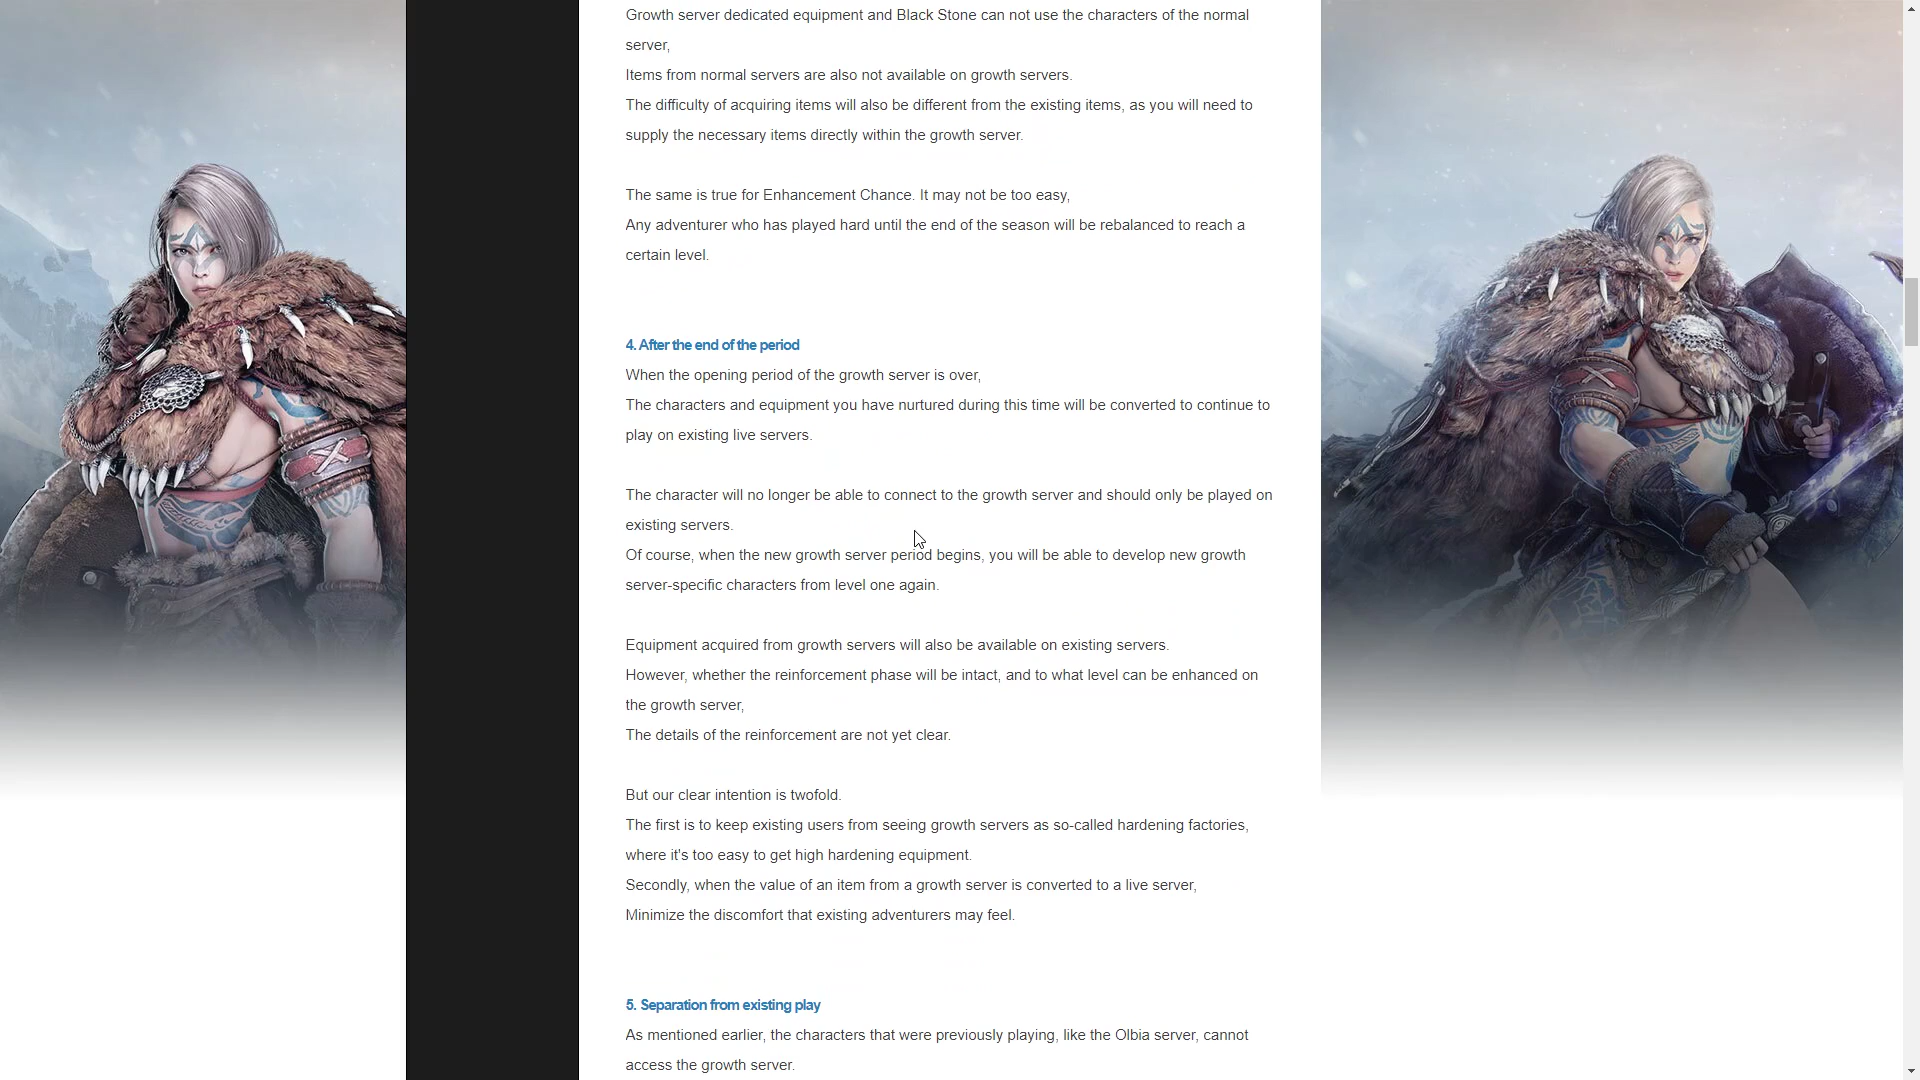 Growth server dedicated equipment and Black Stone can not use the characters of the normal
server,
Items from normal servers are also not available on growth servers.
The difficulty of acquiring items will also be different from the existing items, as you will need to
supply the necessary items directly within the growth server.
The same is true for Enhancement Chance. It may not be too easy,
Any adventurer who has played hard until the end of the season will be rebalanced to reach a
certain level.
4. After the end of the period
When the opening period of the growth server is over,
The characters and equipment you have nurtured during this time will be converted to continue to
play on existing live servers.
The character will no longer be able to connect to the growth server and should only be played on
existing servers.
Of course, when the new growth server period begins, you will be able to develop new growth
server-specific characters from level one again.
Equipment acquired from growth servers will also be available on existing servers.
However, whether the reinforcement phase will be intact, and to what level can be enhanced on
the growth server,
The details of the reinforcement are not yet clear.
But our clear intention is twofold.
The first is to keep existing users from seeing growth servers as so-called hardening factories,
where it's too easy to get high hardening equipment.
Secondly, when the value of an item from a growth server is converted to a live server,
Minimize the discomfort that existing adventurers may feel.
5. Separation from existing play
As mentioned earlier, the characters that were previously playing, like the Olbia server, cannot
access the growth server.